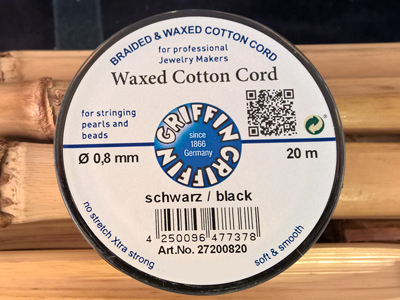 BRAIDED & WAXED COTTON CORD
for professional
Jewelry Makers
Waxed Cotton Cord
for stringing
pearls and
beads
GRIFFIN GRIFFIN
since
1866
Germany
Ø 0,8 mm
20 m
schwarz / black
4 250096 477378
Art.No. 27200820
no stretch Xtra strong
soft & smooth